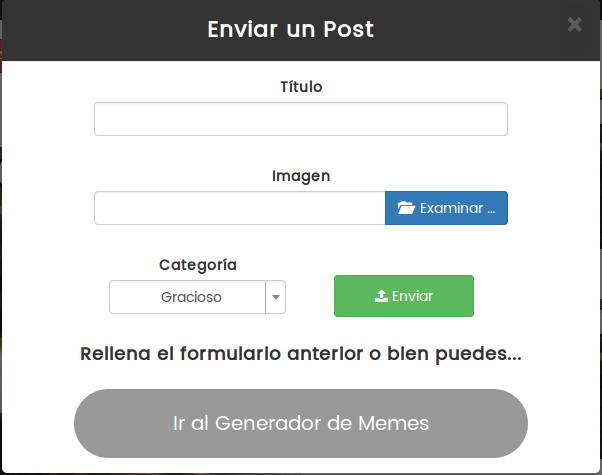 Enviar un Post
×
Título
Imagen
Examinar ...
Categoría
Gracioso
Enviar
Rellena el formulario anterior o bien puedes...
Ir al Generador de Memes